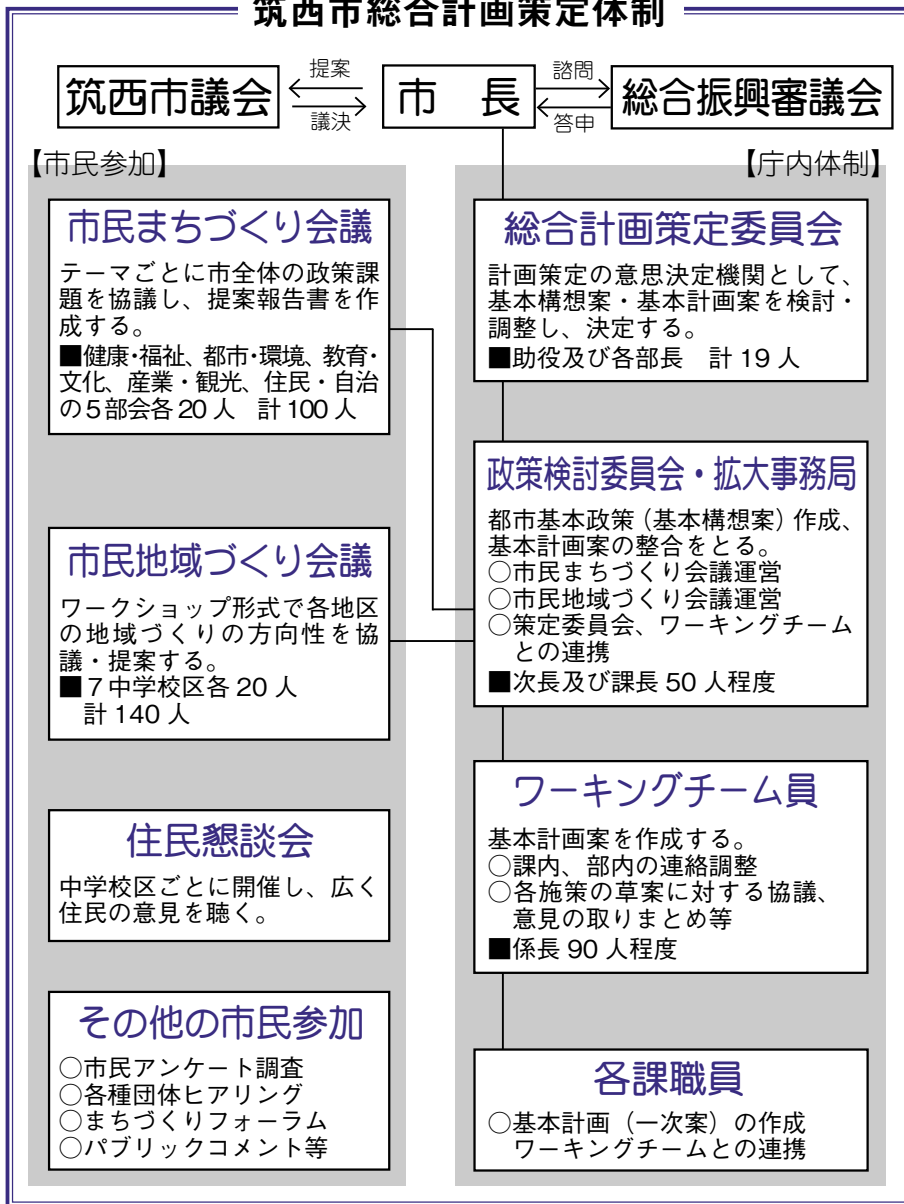 筑西市総合計画策定体制
筑西市議会
提案
議決
市　長
諮問
答申
総合振興審議会
【市民参加】
市民まちづくり会議
テーマごとに市全体の政策課
題を協議し、提案報告書を作
成する。
■健康・福祉、都市・環境、教育・
文化、産業・観光、住民・自治
の5部会各20人　計100人
市民地域づくり会議
ワークショップ形式で各地区
の地域づくりの方向性を協
議・提案する。
■7中学校区各20人
計140人
住民懇談会
中学校区ごとに開催し、広く
住民の意見を聴く。
その他の市民参加
○市民アンケート調査
○各種団体ヒアリング
○まちづくりフォーラム
○パブリックコメント等
【庁内体制】
総合計画策定委員会
計画策定の意思決定機関として、
基本構想案・基本計画案を検討・
調整し、決定する。
■助役及び各部長　計19人
政策検討委員会・拡大事務局
都市基本政策（基本構想案）作成、
基本計画案の整合をとる。
○市民まちづくり会議運営
○市民地域づくり会議運営
○策定委員会、ワーキングチーム
との連携
■次長及び課長50人程度
ワーキングチーム員
基本計画案を作成する。
○課内、部内の連絡調整
○各施策の草案に対する協議、
意見の取りまとめ等
■係長90人程度
各課職員
○基本計画（一次案）の作成
ワーキングチームとの連携